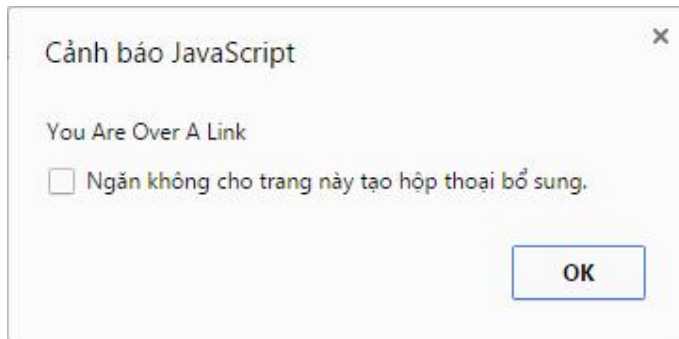 Cảnh báo JavaScript
You Are Over A Link
Ngăn không cho trang này tạo hộp thoại bổ sung.
OK